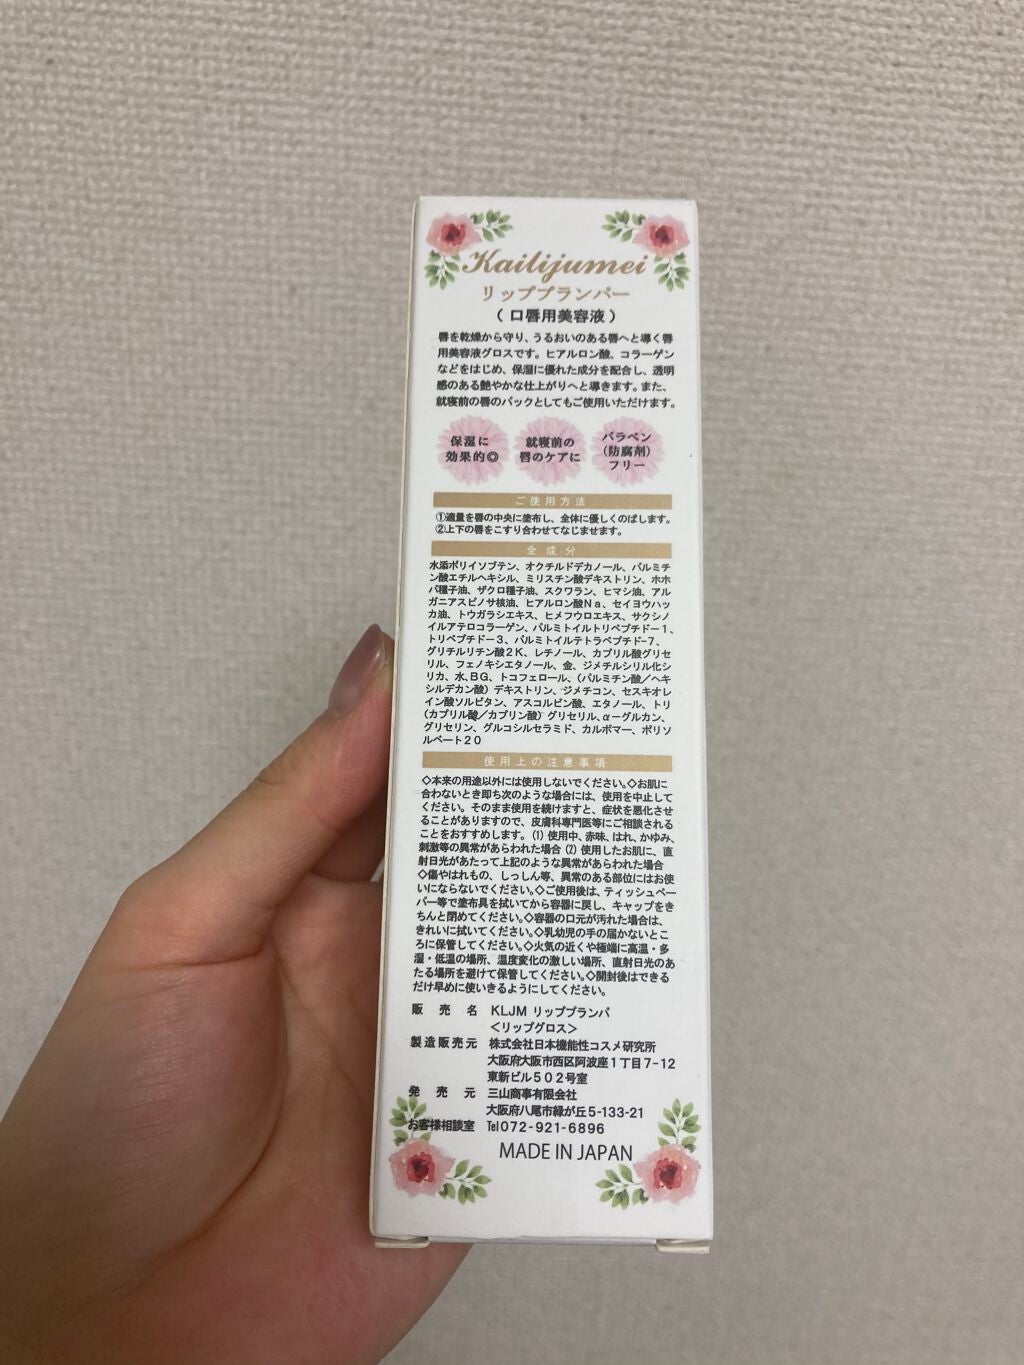 Kailijumei
リッププランパー
（口唇用美容液）
唇を乾燥から守り、うるおいのある唇へと導く唇
用美容液グロスです。ヒアルロン酸、コラーゲン
などをはじめ、保湿に優れた成分を配合し、透明
感のある艶やかな仕上がりへと導きます。また、
就寝前の唇のパックとしてもご使用いただけます。
保湿に
効果的◎
就寝前の
唇のケアに
パラベン
（防腐剤）
フリー
ご使用方法
①適量を唇の中央に塗布し、全体に優しくのばします。
②上下の唇をこすり合わせてなじませます。
全成分
水添ポリイソブテン、オクチルドデカノール、パルミチ
ン酸エチルヘキシル、ミリスチン酸デキストリン、ホホ
バ種子油、ザクロ種子油、スクワラン、ヒマシ油、アル
ガニアスピノサ核油、ヒアルロン酸Na、セイヨウハッ
カ油、トウガラシエキス、ヒメフウロエキス、サクシノ
イルアテロコラーゲン、パルミトイルトリペプチド－1、
トリペプチド－3、パルミトイルテトラペプチド-7、
グリチルリチン酸2K、レチノール、カプリル酸グリセ
リル、フェノキシエタノール、金、ジメチルシリル化シ
リカ、水、BG、トコフェロール、（パルミチン酸／ヘキ
シルデカン酸）デキストリン、ジメチコン、セスキオレ
イン酸ソルビタン、アスコルビン酸、エタノール、トリ
（カプリル酸／カプリン酸）グリセリル、α－グルカン、
グリセリン、グルコシルセラミド、カルボマー、ポリソ
ルベート20
使用上の注意事項
◇本来の用途以外には使用しないでください。◇お肌に
合わないとき即ち次のような場合には、使用を中止して
ください。そのまま使用を続けますと、症状を悪化させ
ることがありますので、皮膚科専門医等にご相談される
ことをおすすめします。(1) 使用中、赤味、はれ、かゆみ、
刺激等の異常があらわれた場合 (2) 使用したお肌に、直
射日光があたって上記のような異常があらわれた場合
◇傷やはれもの、しっしん等、異常のある部位にはお使
いにならないでください。◇ご使用後は、ティッシュペー
パー等で塗布具を拭いてから容器に戻し、キャップをき
ちんと閉めてください。◇容器の口元が汚れた場合は、
きれいに拭いてください。◇乳幼児の手の届かないとこ
ろに保管してください。◇火気の近くや極端に高温・多
湿・低温の場所、温度変化の激しい場所、直射日光のあ
たる場所を避けて保管してください。◇開封後はできる
だけ早めに使いきるようにしてください。
販売名 KLJM リッププランパ
＜リップグロス＞
製造販売元 株式会社日本機能性コスメ研究所
大阪府大阪市西区阿波座1丁目7-12
東新ビル502号室
発売元 三山商事有限会社
大阪府八尾市緑が丘5-133-21
お客様相談室 Tel072-921-6896
MADE IN JAPAN